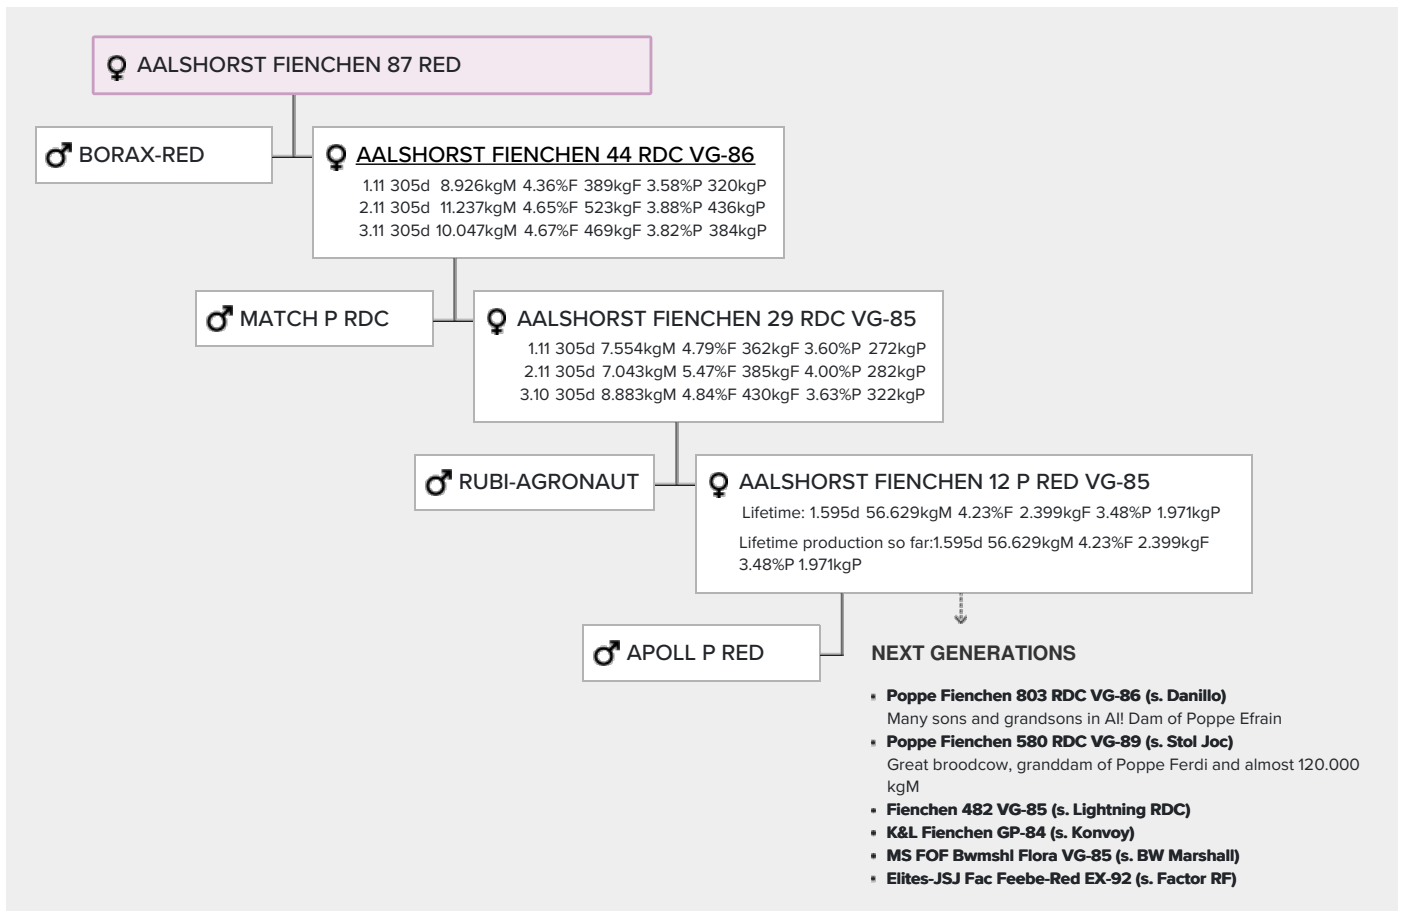 AALSHORST FIENCHEN 87 RED
BORAX-RED
AALSHORST FIENCHEN 44 RDC VG-86
1.11 305d 8.926kgM 4.36%F 389kgF 3.58%P 320kgP
2.11 305d 11.237kgM 4.65%F 523kgF 3.88%P 436kgP
3.11 305d 10.047kgM 4.67%F 469kgF 3.82%P 384kgP
MATCH P RDC
AALSHORST FIENCHEN 29 RDC VG-85
1.11 305d 7.554kgM 4.79%F 362kgF 3.60%P 272kgP
2.11 305d 7.043kgM 5.47%F 385kgF 4.00%P 282kgP
3.10 305d 8.883kgM 4.84%F 430kgF 3.63%P 322kgP
RUBI-AGRONAUT
AALSHORST FIENCHEN 12 P RED VG-85
Lifetime: 1.595d 56.629kgM 4.23%F 2.399kgF 3.48%P 1.971kgP
Lifetime production so far:1.595d 56.629kgM 4.23%F 2.399kgF
3.48%P 1.971kgP
APOLL P RED
NEXT GENERATIONS
Poppe Fienchen 803 RDC VG-86 (s. Danillo)
Many sons and grandsons in AI! Dam of Poppe Efrain
Poppe Fienchen 580 RDC VG-89 (s. Stol Joc)
Great broodcow, granddam of Poppe Ferdi and almost 120.000
kgM
Fienchen 482 VG-85 (s. Lightning RDC)
K&L Fienchen GP-84 (s. Konvoy)
MS FOF Bwmshl Flora VG-85 (s. BW Marshall)
Elites-JSJ Fac Feebe-Red EX-92 (s. Factor RF)